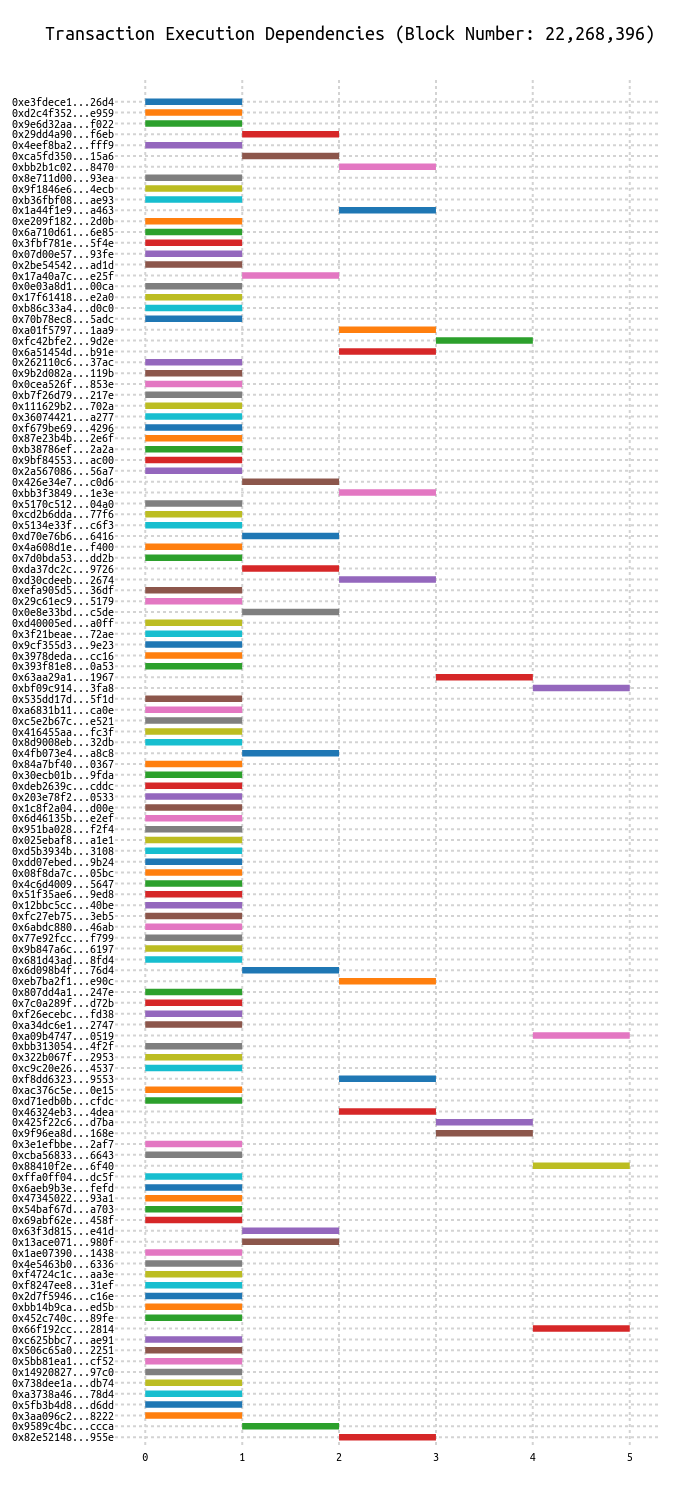 Transaction Execution Dependencies (Block Number: 22,268,396)
0xe3fdece1...26d4
0xd2c4f352...e959
0x9e6d32aa...f022
0x29dd4a90...f6eb
0x4eef8ba2...fff9
0xca5fd350...15a6
0xbb2b1c02...8470
0x8e711d00...93ea
0x9f1846e6...4ecb
0xb36fbf08...ae93
0x1a44f1e9...a463
0xe209f182...2d0b
0x6a710d61...6e85
0x3fbf781e...5f4e
0x07d00e57...93fe
0x2be54542...ad1d
0x17a40a7c...e25f
0x0e03a8d1...00ca
0x17f61418...e2a0
0xb86c33a4...d0c0
0x70b78ec8...5adc
0xa01f5797...1aa9
0xfc42bfe2...9d2e
0x6a51454d...b91e
0x262110c6...37ac
0x9b2d082a...119b
0x0cea526f...853e
0xb7f26d79...217e
0x111629b2...702a
0x36074421...a277
0xf679be69...4296
0x87e23b4b...2e6f
0xb38786ef...2a2a
0x9bf84553...ac00
0x2a567086...56a7
0x426e34e7...c0d6
0xbb3f3849...1e3e
0x5170c512...04a0
0xcd2b6dda...77f6
0x5134e33f...c6f3
0xd70e76b6...6416
0x4a608d1e...f400
0x7d0bda53...dd2b
0xda37dc2c...9726
0xd30cdeeb...2674
0xefa905d5...36df
0x29c61ec9...5179
0x0e8e33bd...c5de
0xd40005ed...a0ff
0x3f21beae...72ae
0x9cf355d3...9e23
0x3978deda...cc16
0x393f81e8...0a53
0x63aa29a1...1967
0xbf09c914...3fa8
0x535dd17d...5f1d
0xa6831b11...ca0e
0xc5e2b67c...e521
0x416455aa...fc3f
0x8d9008eb...32db
0x4fb073e4...a8c8
0x84a7bf40...0367
0x30ecb01b...9fda
0xdeb2639c...cddc
0x203e78f2...0533
0x1c8f2a04...d00e
0x6d46135b...e2ef
0x951ba028...f2f4
0x025ebaf8...a1e1
0xd5b3934b...3108
0xdd07ebed...9b24
0x08f8da7c...05bc
0x4c6d4009...5647
0x51f35ae6...9ed8
0x12bbc5cc...40be
0xfc27eb75...3eb5
0x6abdc880...46ab
0x77e92fcc...f799
0x9b847a6c...6197
0x681d43ad...8fd4
0x6d098b4f...76d4
0xeb7ba2f1...e90c
0x807dd4a1...247e
0x7c0a289f...d72b
0xf26ecebc...fd38
0xa34dc6e1...2747
0xa09b4747...0519
0xbb313054...4f2f
0x322b067f...2953
0xc9c20e26...4537
0xf8dd6323...9553
0xac376c5e...0e15
0xd71edb0b...cfdc
0x46324eb3...4dea
0x425f22c6...d7ba
0x9f96ea8d...168e
0x3e1efbbe...2af7
0xcba56833...6643
0x88410f2e...6f40
0xffa0ff04...dc5f
0x6aeb9b3e...fefd
0x47345022...93a1
0x54baf67d...a703
0x69abf62e...458f
0x63f3d815...e41d
0x13ace071...980f
0x1ae07390...1438
0x4e5463b0...6336
0xf4724c1c...aa3e
0xf8247ee8...31ef
0x2d7f5946...c16e
0xbb14b9ca...ed5b
0x452c740c...89fe
0x66f192cc...2814
0xc625bbc7...ae91
0x506c65a0...2251
0x5bb81ea1...cf52
0x14920827...97c0
0x738dee1a...db74
0xa3738a46...78d4
0x5fb3b4d8...d6dd
0x3aa096c2...8222
0x9589c4bc...ccca
0x82e52148...955e
0 1 2 3 4 5